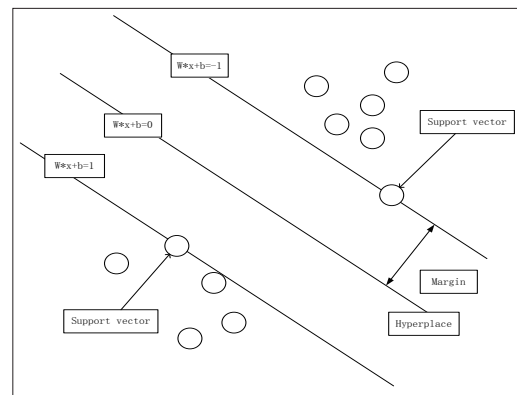 W*x+b=-1
W*x+b=0
Support vector
W*x+b=1
Margin
Support vector
Hyperplace